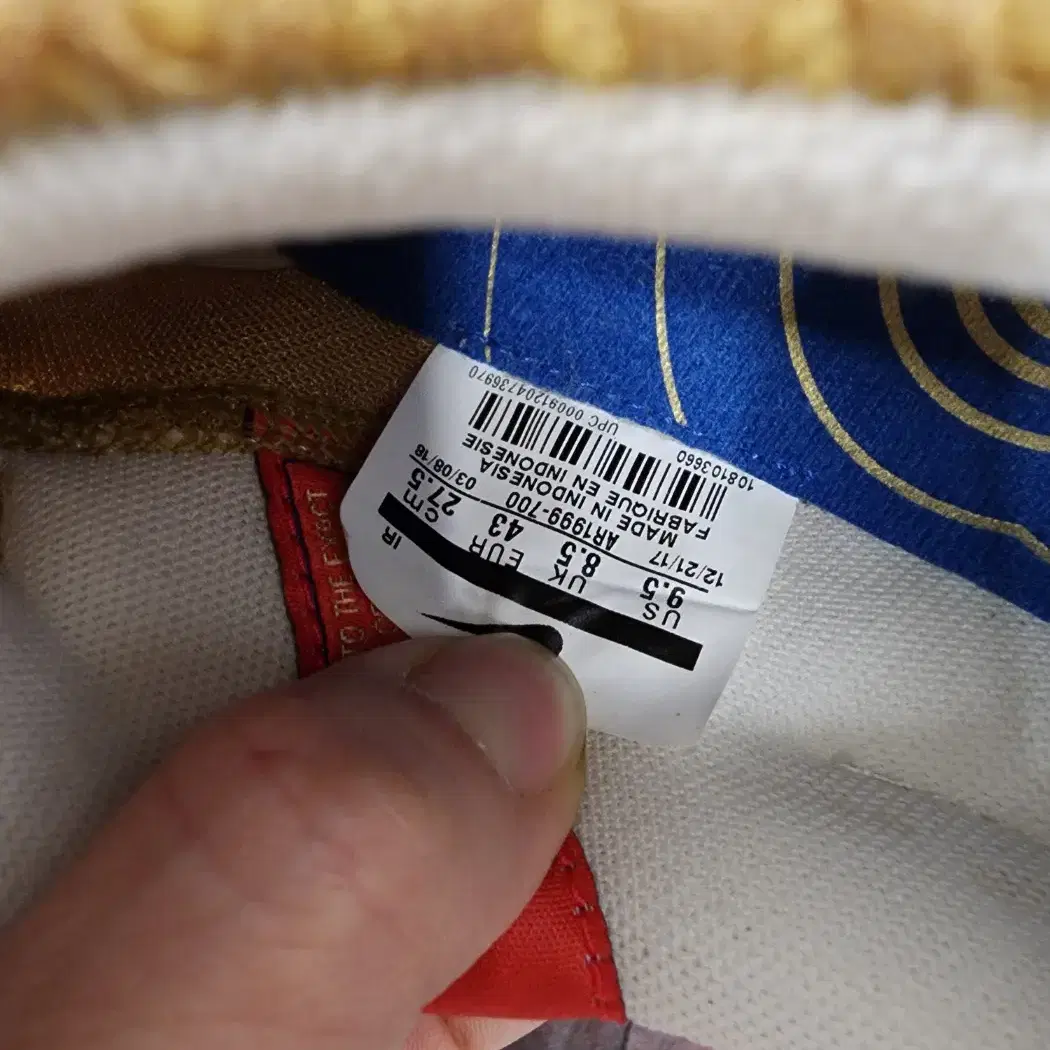 IR
US UK EUR cm
9.5 8.5 43 27.5
12/21/17 AR1999-700 03/08/18
MADE IN INDONESIA
FABRIQUE EN INDONESIE
108103660 UPC 00091204736970
TO THE EXACT